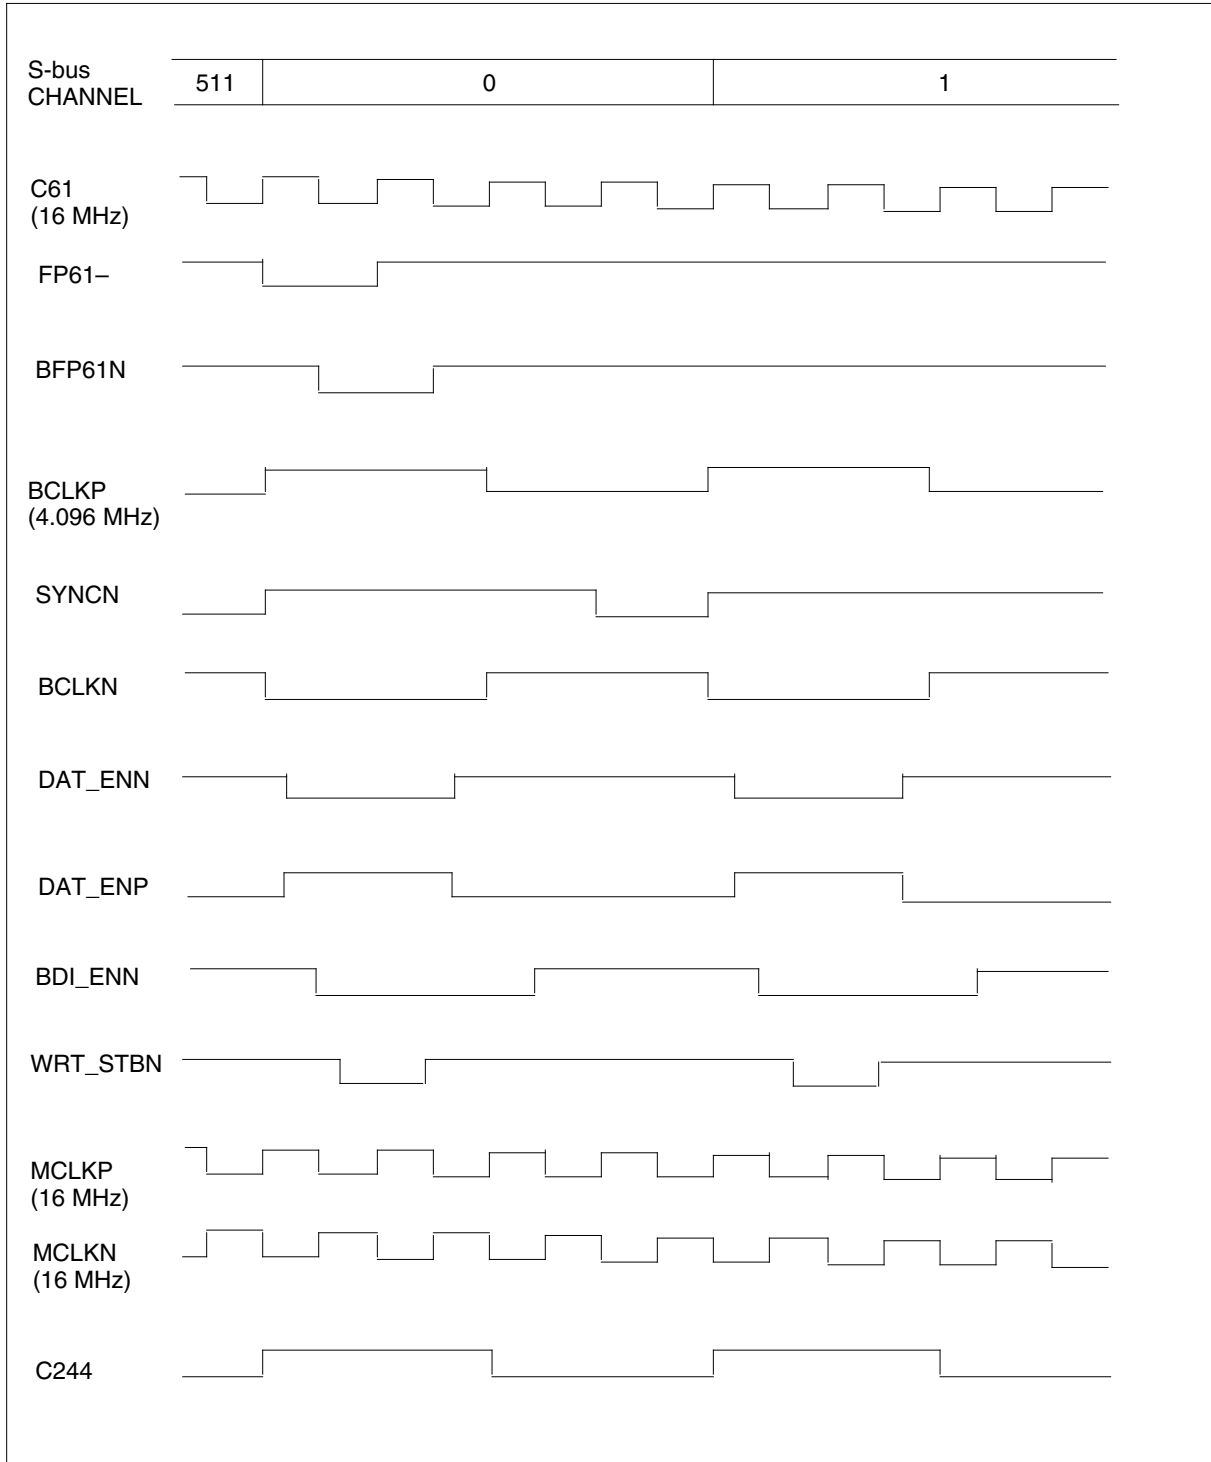 S-bus
CHANNEL
511 0 1
C61
(16 MHz)
FP61–
BFP61N
BCLKP
(4.096 MHz)
SYNCN
BCLKN
DAT_ENN
DAT_ENP
BDI_ENN
WRT_STBN
MCLKP
(16 MHz)
MCLKN
(16 MHz)
C244